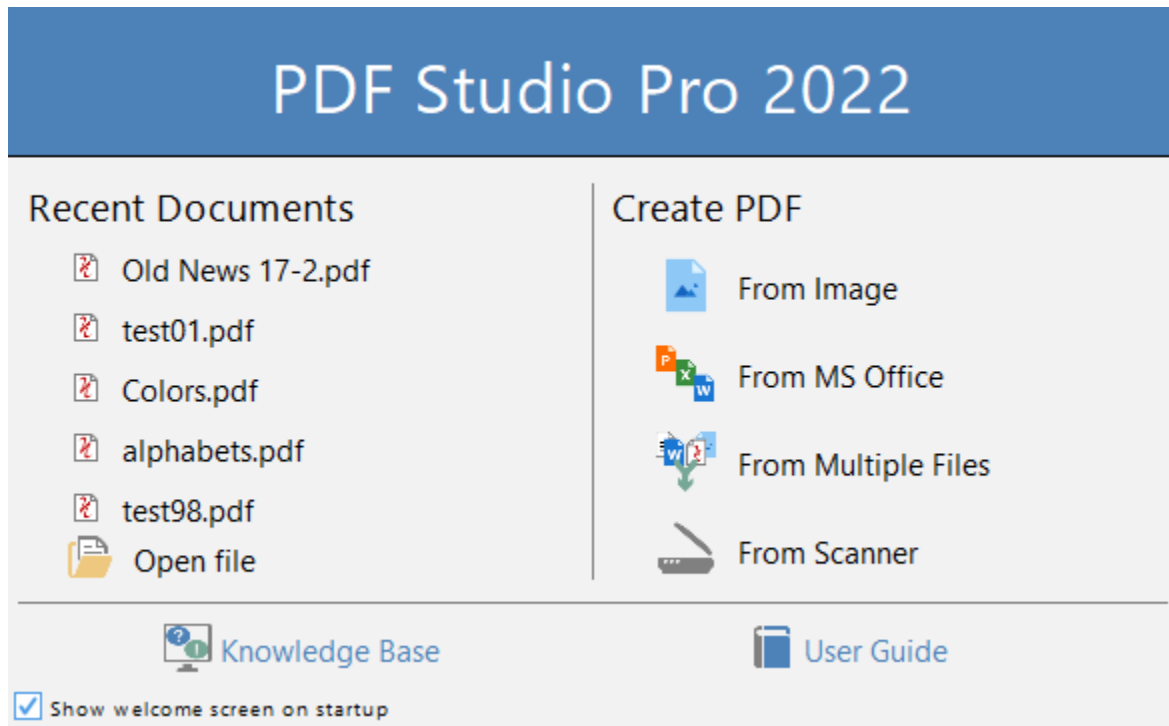 PDF Studio Pro 2022
Recent Documents
Old News 17-2.pdf
test01.pdf
Colors.pdf
alphabets.pdf
test98.pdf
Open file
Create PDF
From Image
From MS Office
From Multiple Files
From Scanner
Knowledge Base
User Guide
Show welcome screen on startup